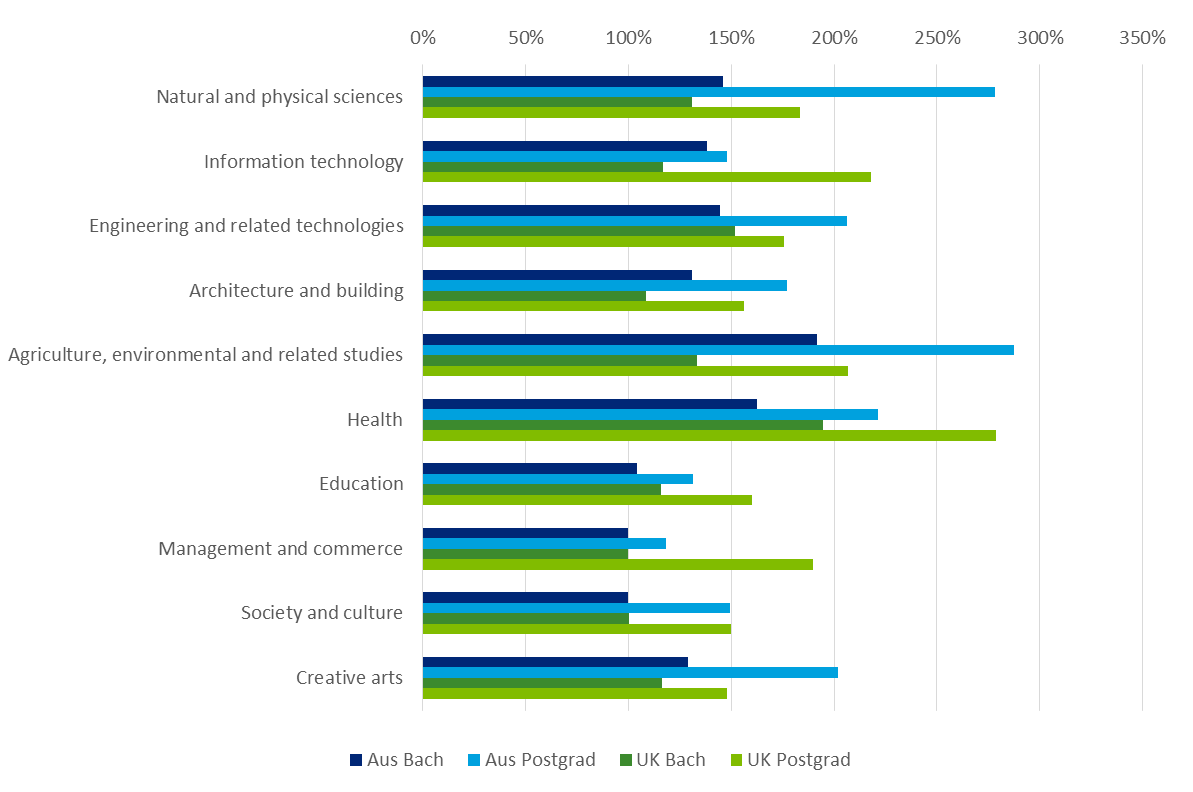 0% 50% 100% 150% 200% 250% 300% 350%
Natural and physical sciences
Information technology
Engineering and related technologies
Architecture and building
Agriculture, environmental and related studies
Health
Education
Management and commerce
Society and culture
Creative arts
Aus Bach Aus Postgrad UK Bach UK Postgrad